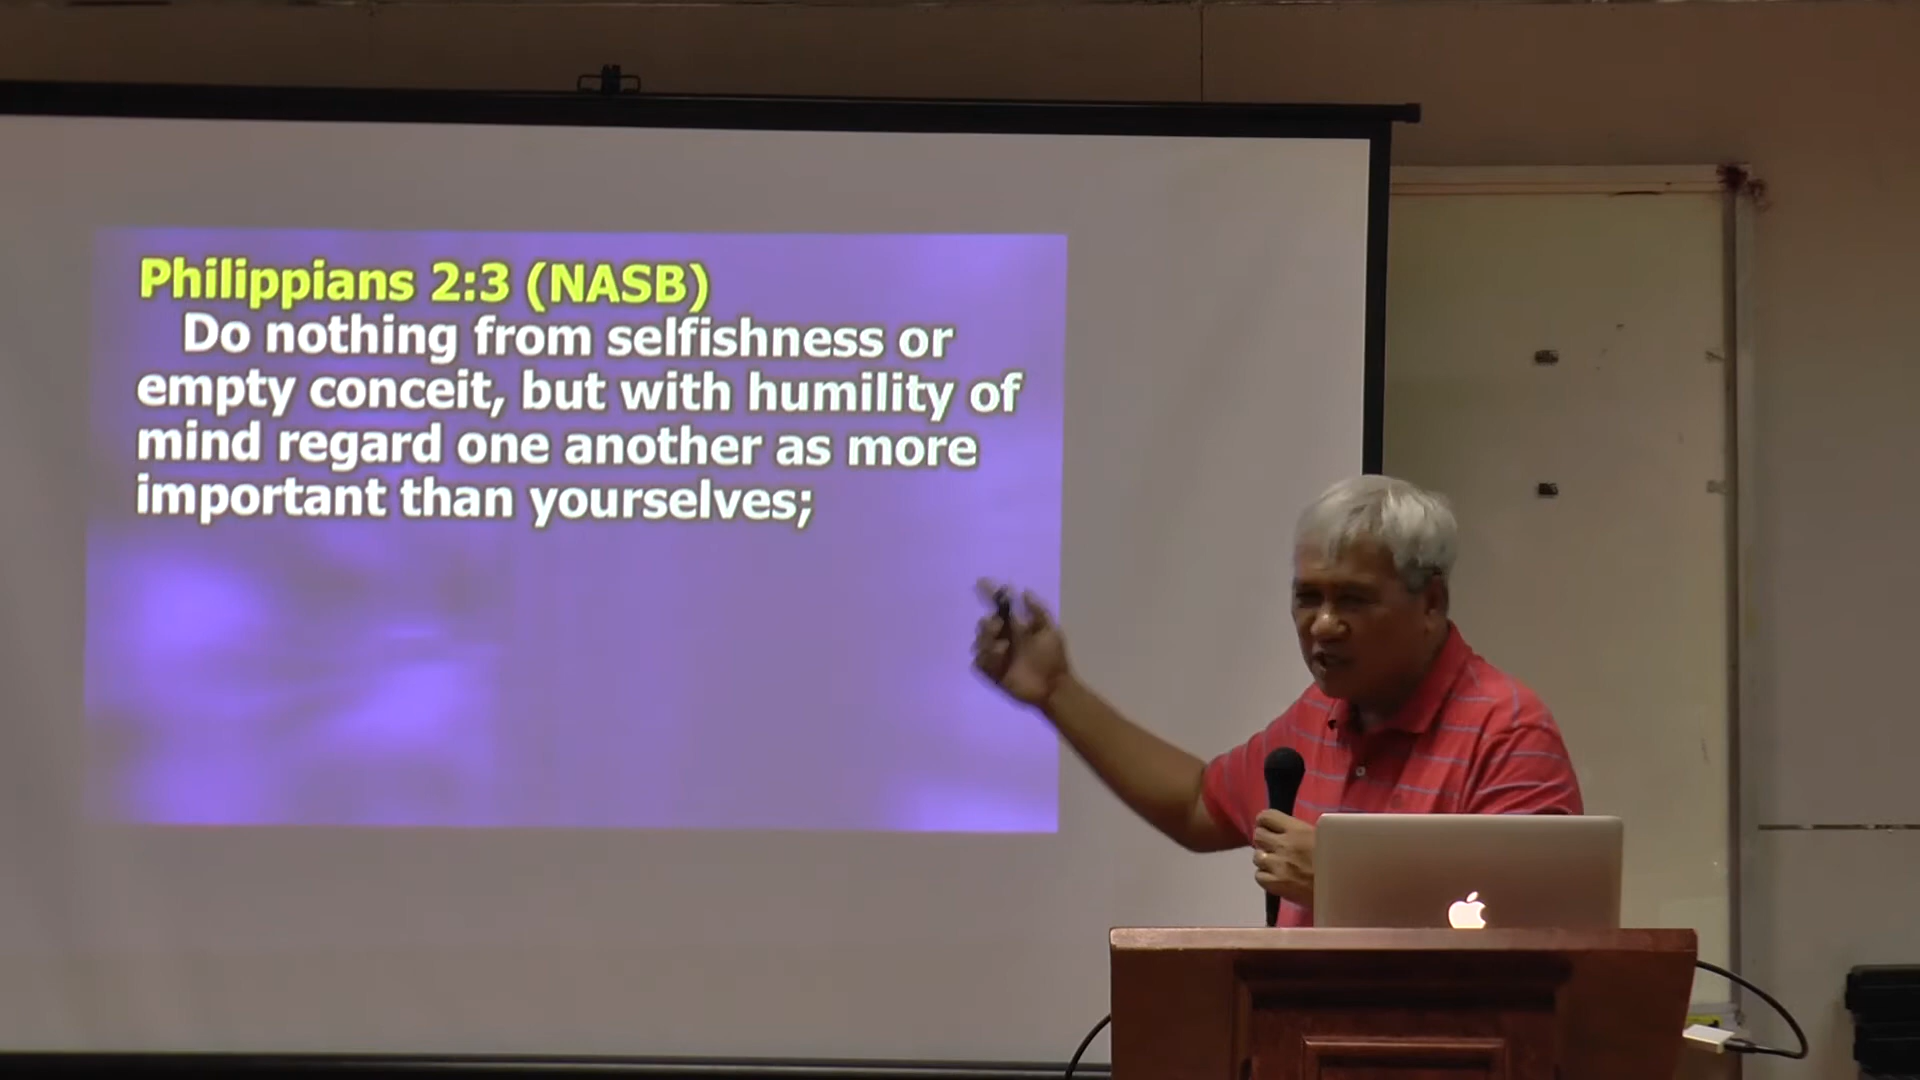 Philippians 2:3 (NASB)
Do nothing from selfishness or
empty conceit, but with humility of
mind regard one another as more
important than yourselves;